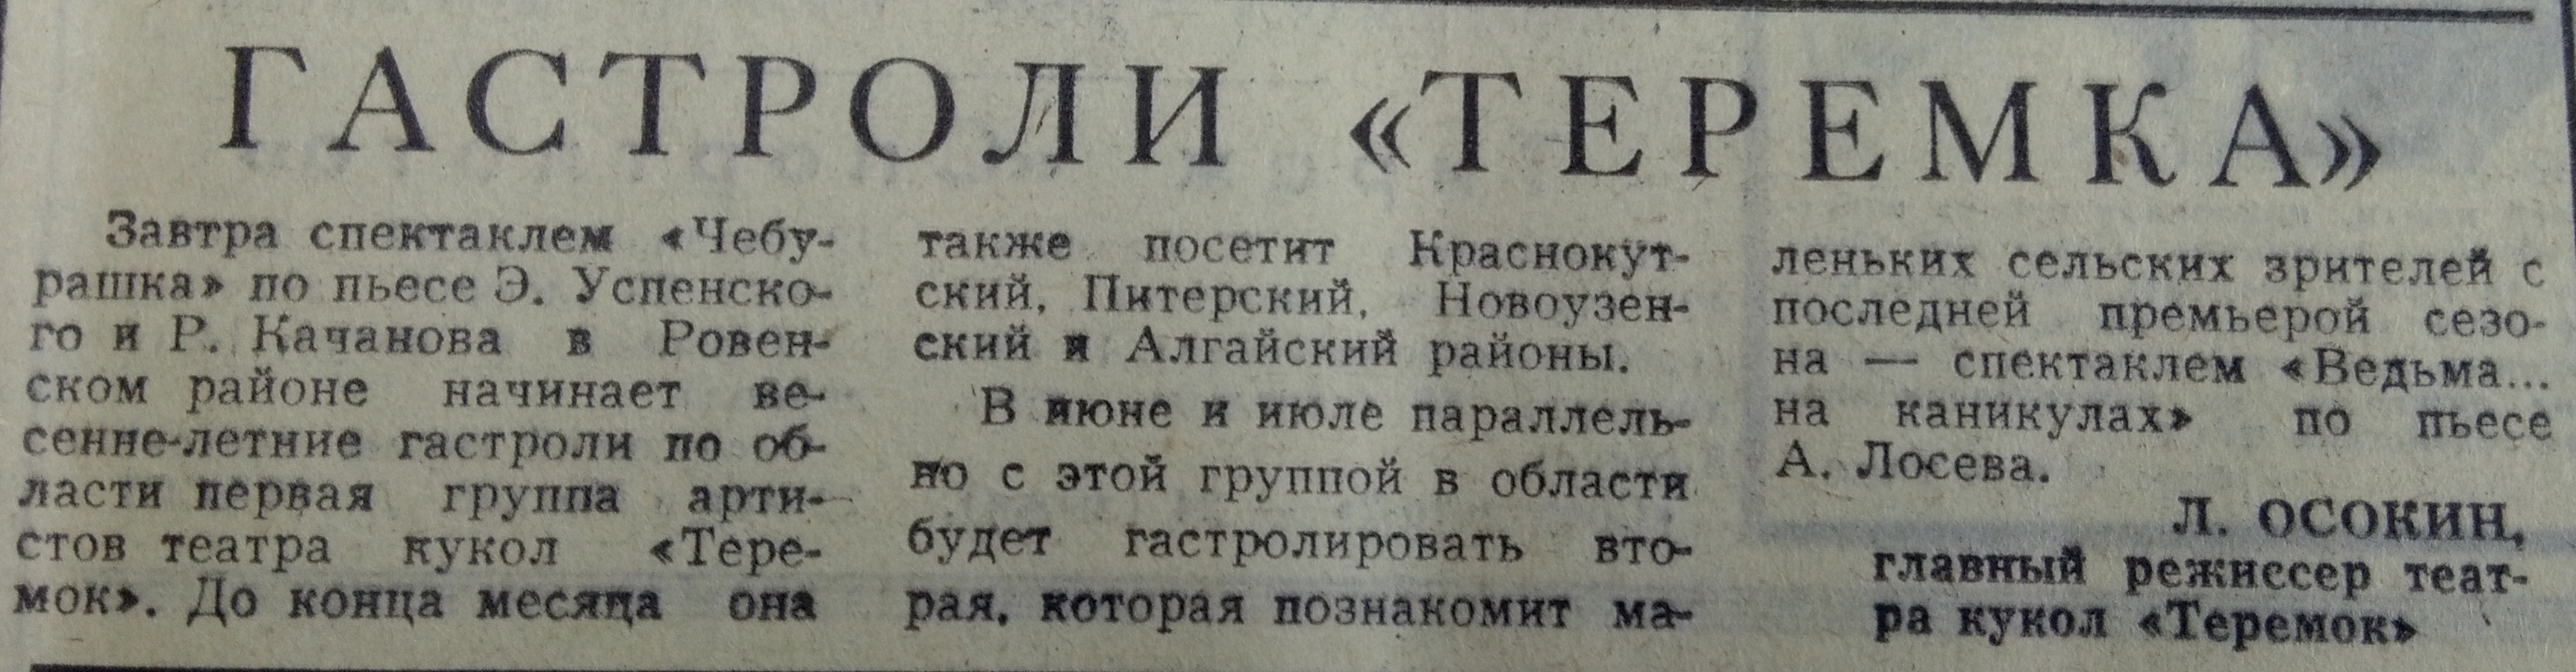 ГАСТРОЛИ «ТЕРЕМКА»
Завтра спектаклем «Чебу-
рашка» по пьесе Э. Успенско-
го и Р. Качанова в Ровен-
ском районе начинает ве-
сенне-летние гастроли по об-
ласти первая группа арти-
стов театра кукол «Тере-
мок». До конца месяца она
также посетит Краснокут-
ский, Питерский, Новоузен-
ский и Алгайский районы.
В июне и июле параллель-
но с этой группой в области
будет гастролировать вто-
рая, которая познакомит ма-
леньких сельских зрителей с
последней премьерой сезо-
на — спектаклем «Ведьма...
на каникулах» по пьесе
А. Лосева.
Л. ОСОКИН,
главный режиссер теат-
ра кукол «Теремок»